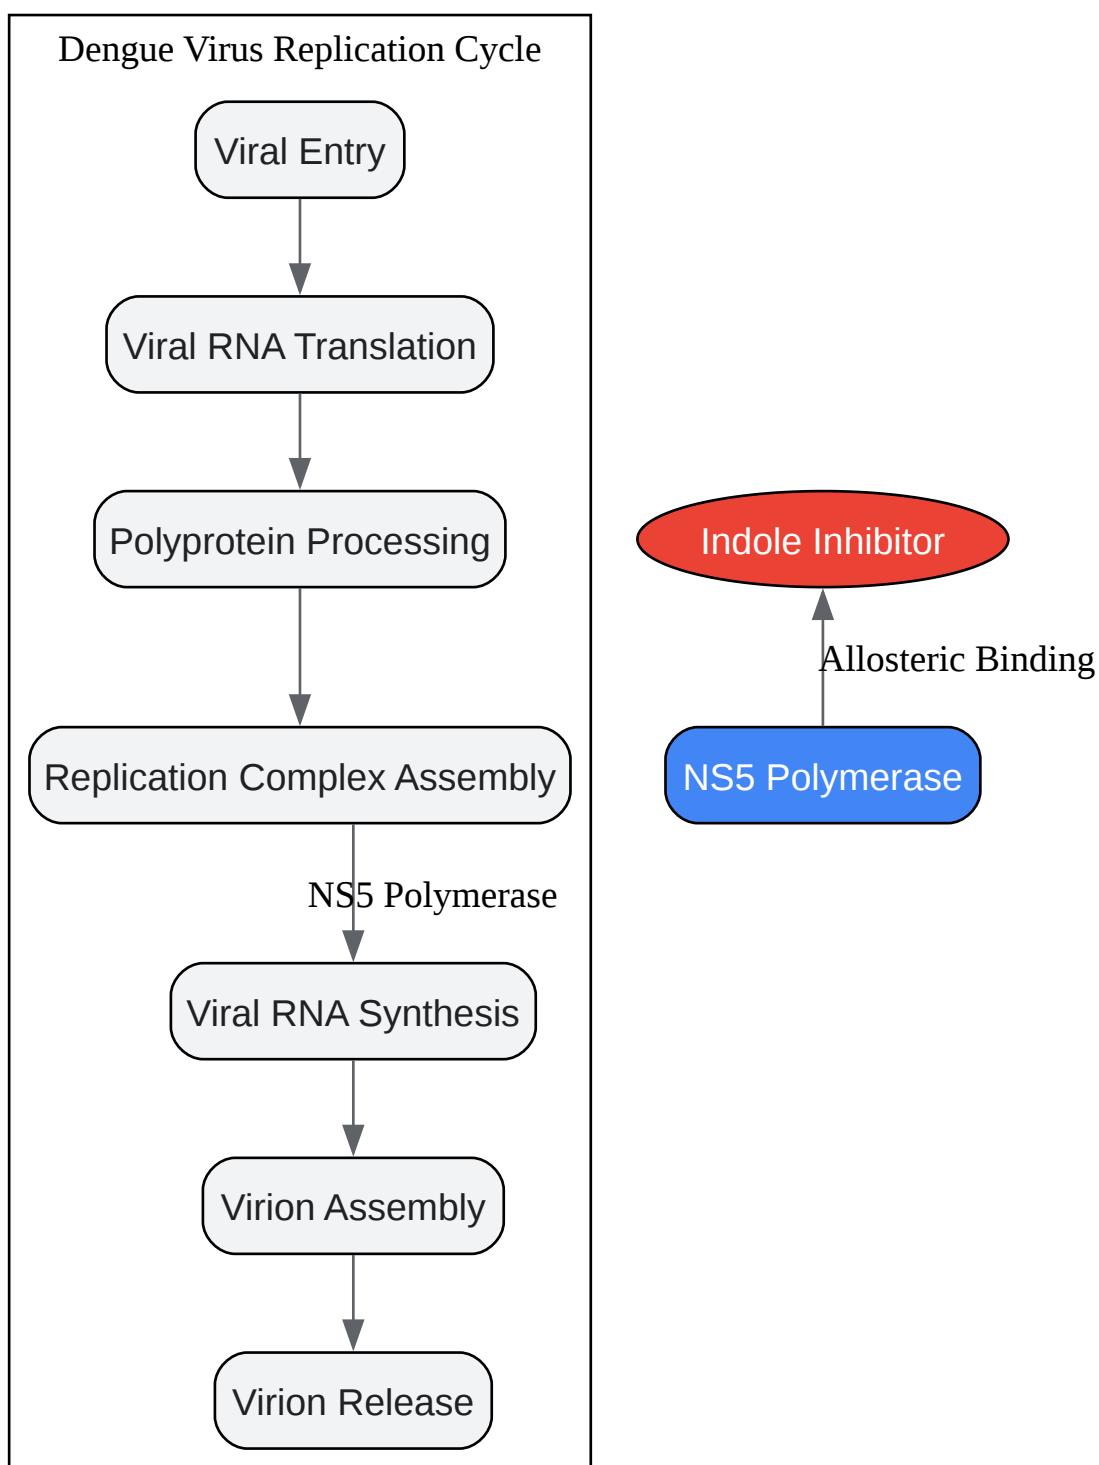 Dengue Virus Replication Cycle
Viral Entry
Viral RNA Translation
Polyprotein Processing
Replication Complex Assembly
NS5 Polymerase
Viral RNA Synthesis
Virion Assembly
Virion Release
Indole Inhibitor
Allosteric Binding
NS5 Polymerase